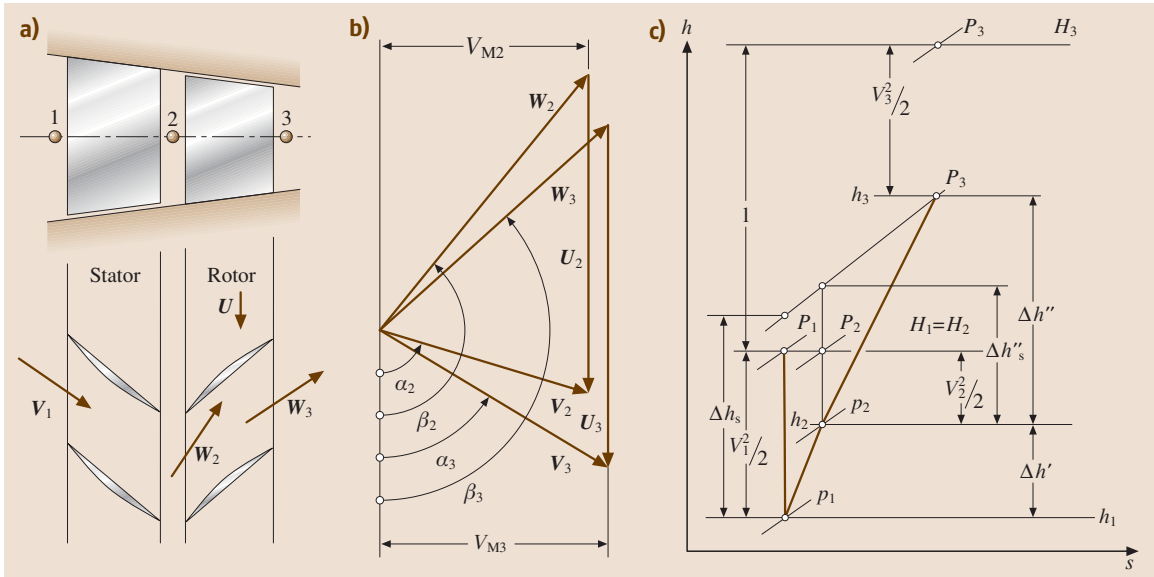 a)
1
2
3
Stator
Rotor
U
V₁
W₂
W₃
b)
V_M2
W₂
W₃
U₂
α₂
V₂
β₂
U₃
α₃
V₃
β₃
V_M3
c)
h
P₃
H₃
V₃²/2
h₃
P₃
1
P₁
P₂
H₁=H₂
Δh''
Δh''ₛ
V₂²/2
Δhₛ
h₂
p₂
V₁²/2
Δh'
p₁
h₁
s